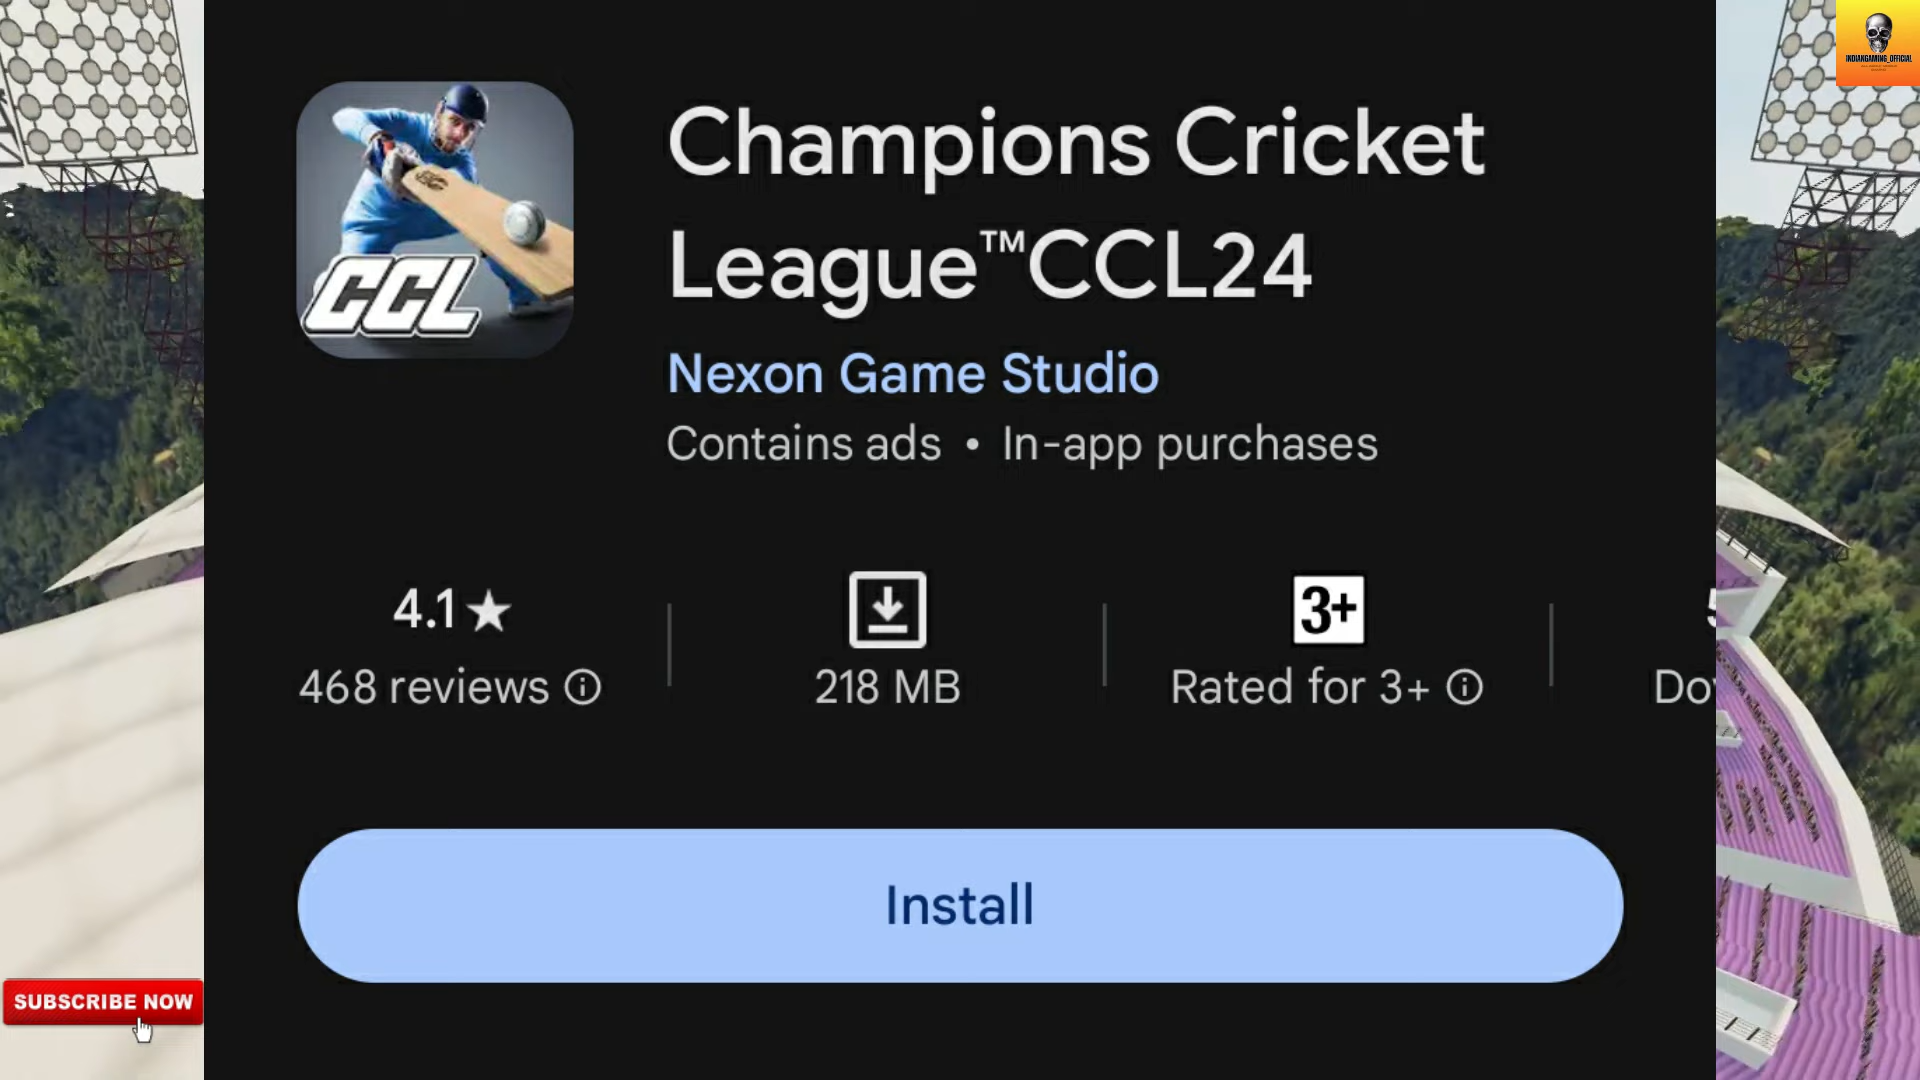 INDIANGAMING_OFFICIAL
Champions Cricket
League™CCL24
CCL
Nexon Game Studio
Contains ads • In-app purchases
4.1★
3+
468 reviews
218 MB
Rated for 3+
Install
SUBSCRIBE NOW